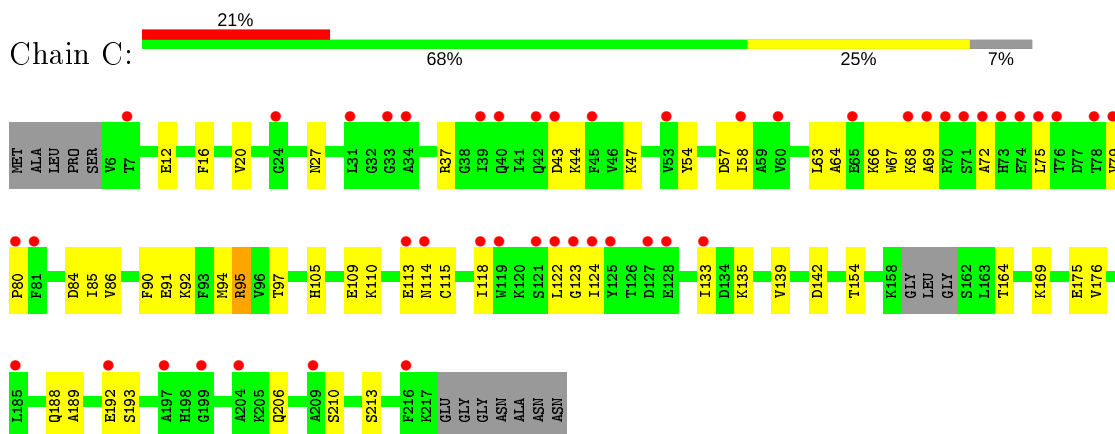 21%
Chain C:
68% 25% 7%
MET ALA LEU PRO SER V6 T7 E12 F16 V20 G24 N27 L31 G32 G33 A34 R37 G38 I39 Q40 I41 Q42 D43 K44 F45 V46 K47 V53 Y54 D57 I58 A59 V60 L63 A64 E65 K66 W67 K68 A69 R70 S71 A72 H73 E74 L75 T76 D77 T78 V79
P80 F81 D84 I85 V86 F90 E91 K92 F93 M94 R95 V96 T97 H105 E109 K110 E113 N114 C115 I118 W119 K120 S121 L122 G123 I124 Y125 T126 D127 E128 I133 D134 K135 V139 D142 T154 K158 GLY LEU GLY S162 L163 T164 K169 E175 V176
L185 Q188 A189 E192 S193 A197 H198 G199 A204 K205 Q206 A209 S210 S213 F216 K217 GLU GLY GLY ASN ALA ASN ASN